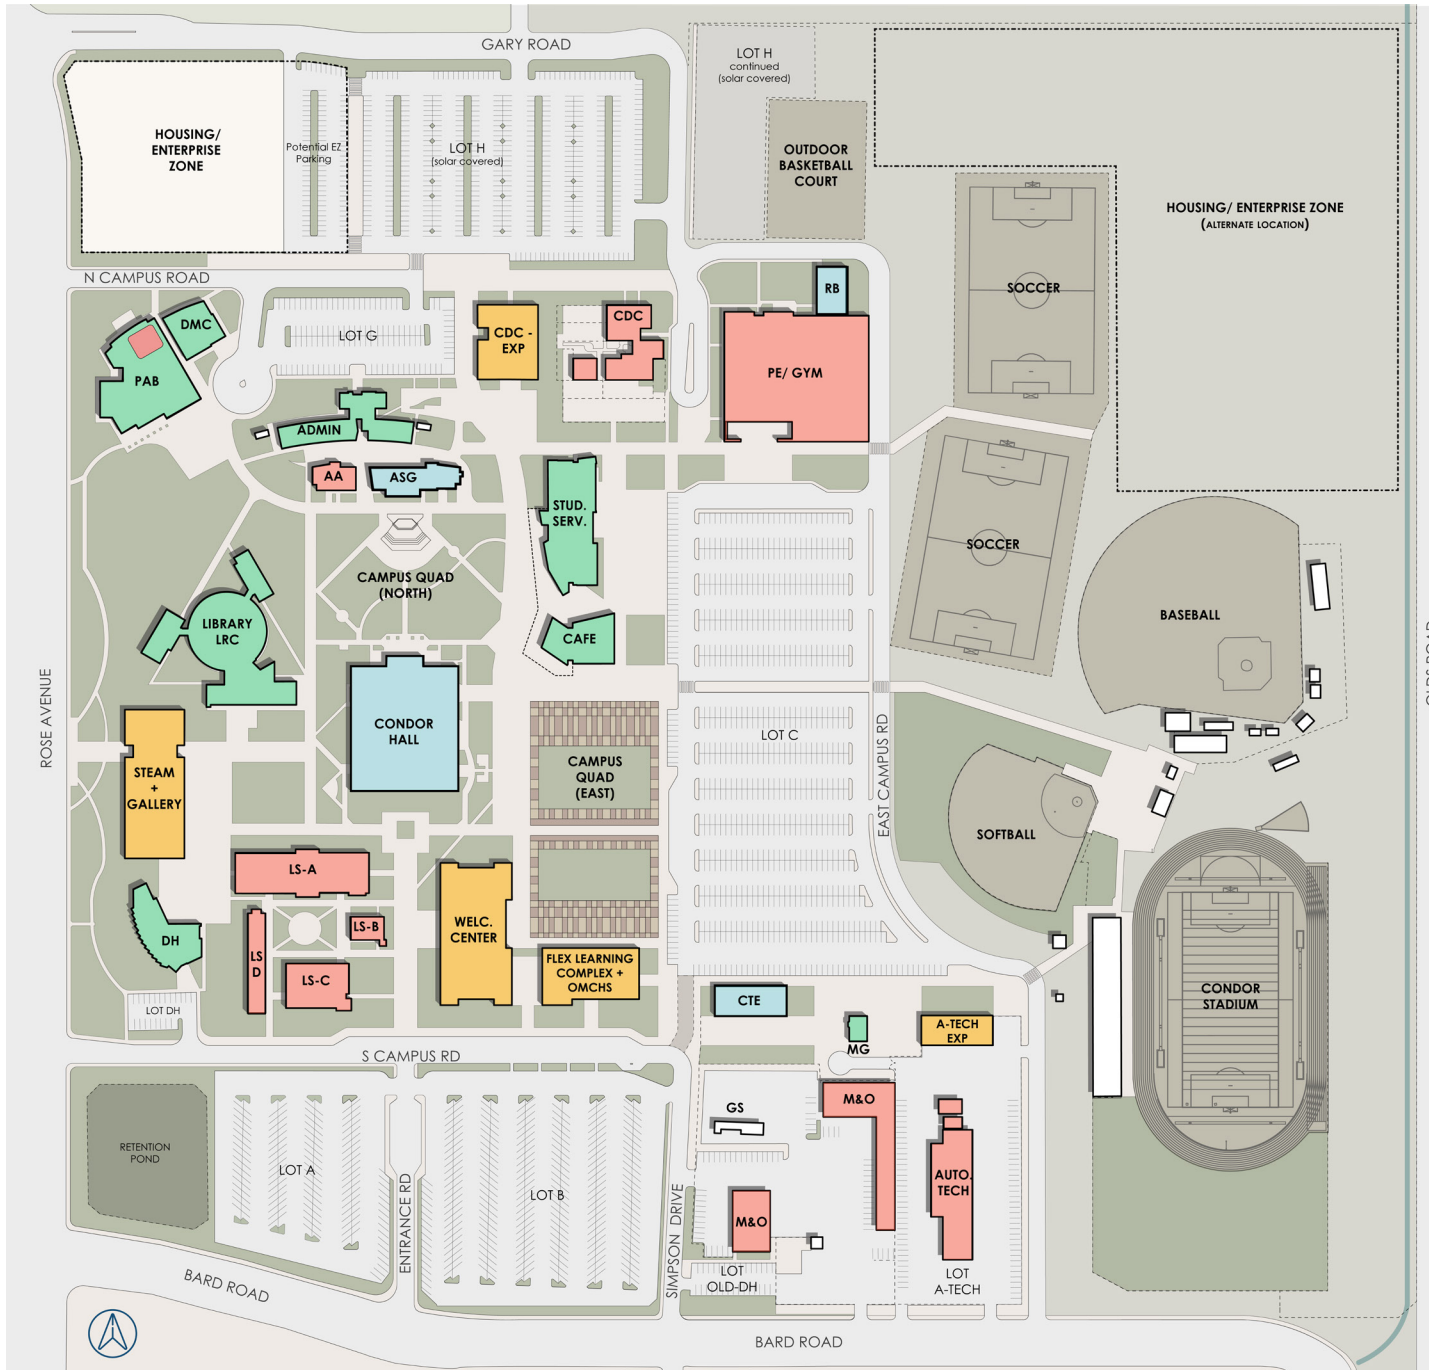 GARY ROAD
LOT H
continued
(solar covered)
HOUSING/
ENTERPRISE
ZONE
Potential EZ
Parking
LOT H
(solar covered)
OUTDOOR
BASKETBALL
COURT
HOUSING/ ENTERPRISE ZONE
(ALTERNATE LOCATION)
N CAMPUS ROAD
SOCCER
RB
DMC
LOT G
CDC -
EXP
CDC
PAB
PE/ GYM
ADMIN
AA
ASG
STUD.
SERV.
SOCCER
CAMPUS QUAD
(NORTH)
LIBRARY
LRC
CAFE
BASEBALL
ROSE AVENUE
CONDOR
HALL
LOT C
EAST CAMPUS RD
STEAM
+
GALLERY
CAMPUS
QUAD
(EAST)
SOFTBALL
LS-A
LS-B
WELC.
CENTER
DH
LS
D
LS-C
FLEX LEARNING
COMPLEX +
OMCHS
CONDOR
STADIUM
LOT DH
CTE
A-TECH
EXP
MG
S CAMPUS RD
M&O
GS
RETENTION
POND
LOT A
LOT B
ENTRANCE RD
SIMPSON DRIVE
AUTO.
TECH
M&O
LOT
OLD-DH
LOT
A-TECH
BARD ROAD
BARD ROAD